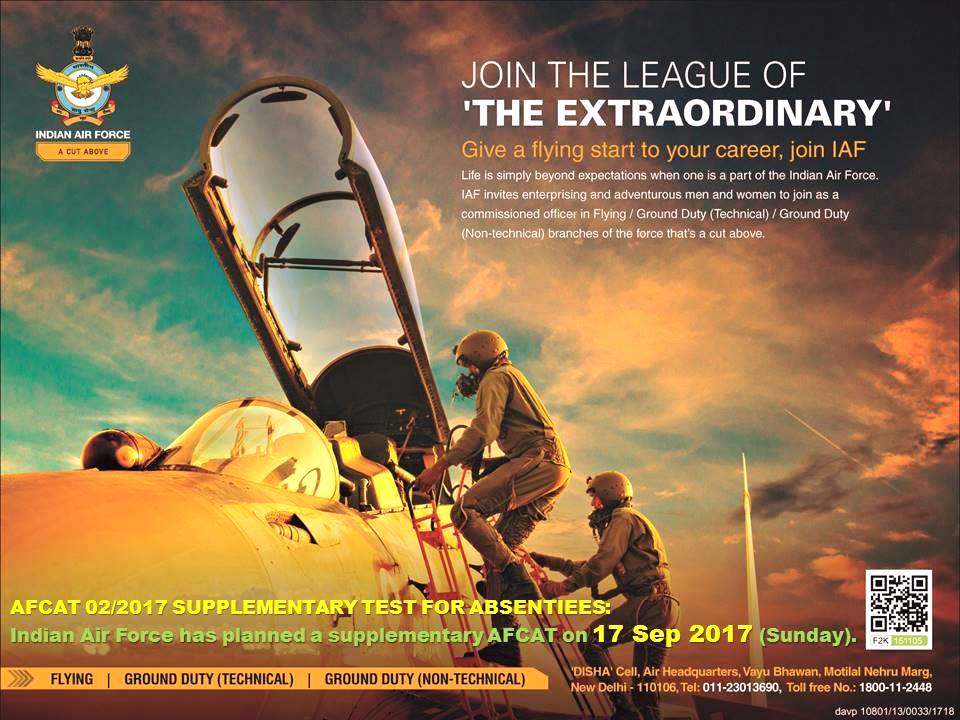 INDIAN AIR FORCE
A CUT ABOVE
JOIN THE LEAGUE OF
'THE EXTRAORDINARY'
Give a flying start to your career, join IAF
Life is simply beyond expectations when one is a part of the Indian Air Force.
IAF invites enterprising and adventurous men and women to join as a
commissioned officer in Flying / Ground Duty (Technical) / Ground Duty
(Non-technical) branches of the force that's a cut above.
AFCAT 02/2017 SUPPLEMENTARY TEST FOR ABSENTIEES:
Indian Air Force has planned a supplementary AFCAT on 17 Sep 2017 (Sunday).
F2K 151105
FLYING | GROUND DUTY (TECHNICAL) | GROUND DUTY (NON-TECHNICAL)
'DISHA' Cell, Air Headquarters, Vayu Bhawan, Motilal Nehru Marg,
New Delhi - 110106, Tel: 011-23013690, Toll free No.: 1800-11-2448
davp 10801/13/0033/1718